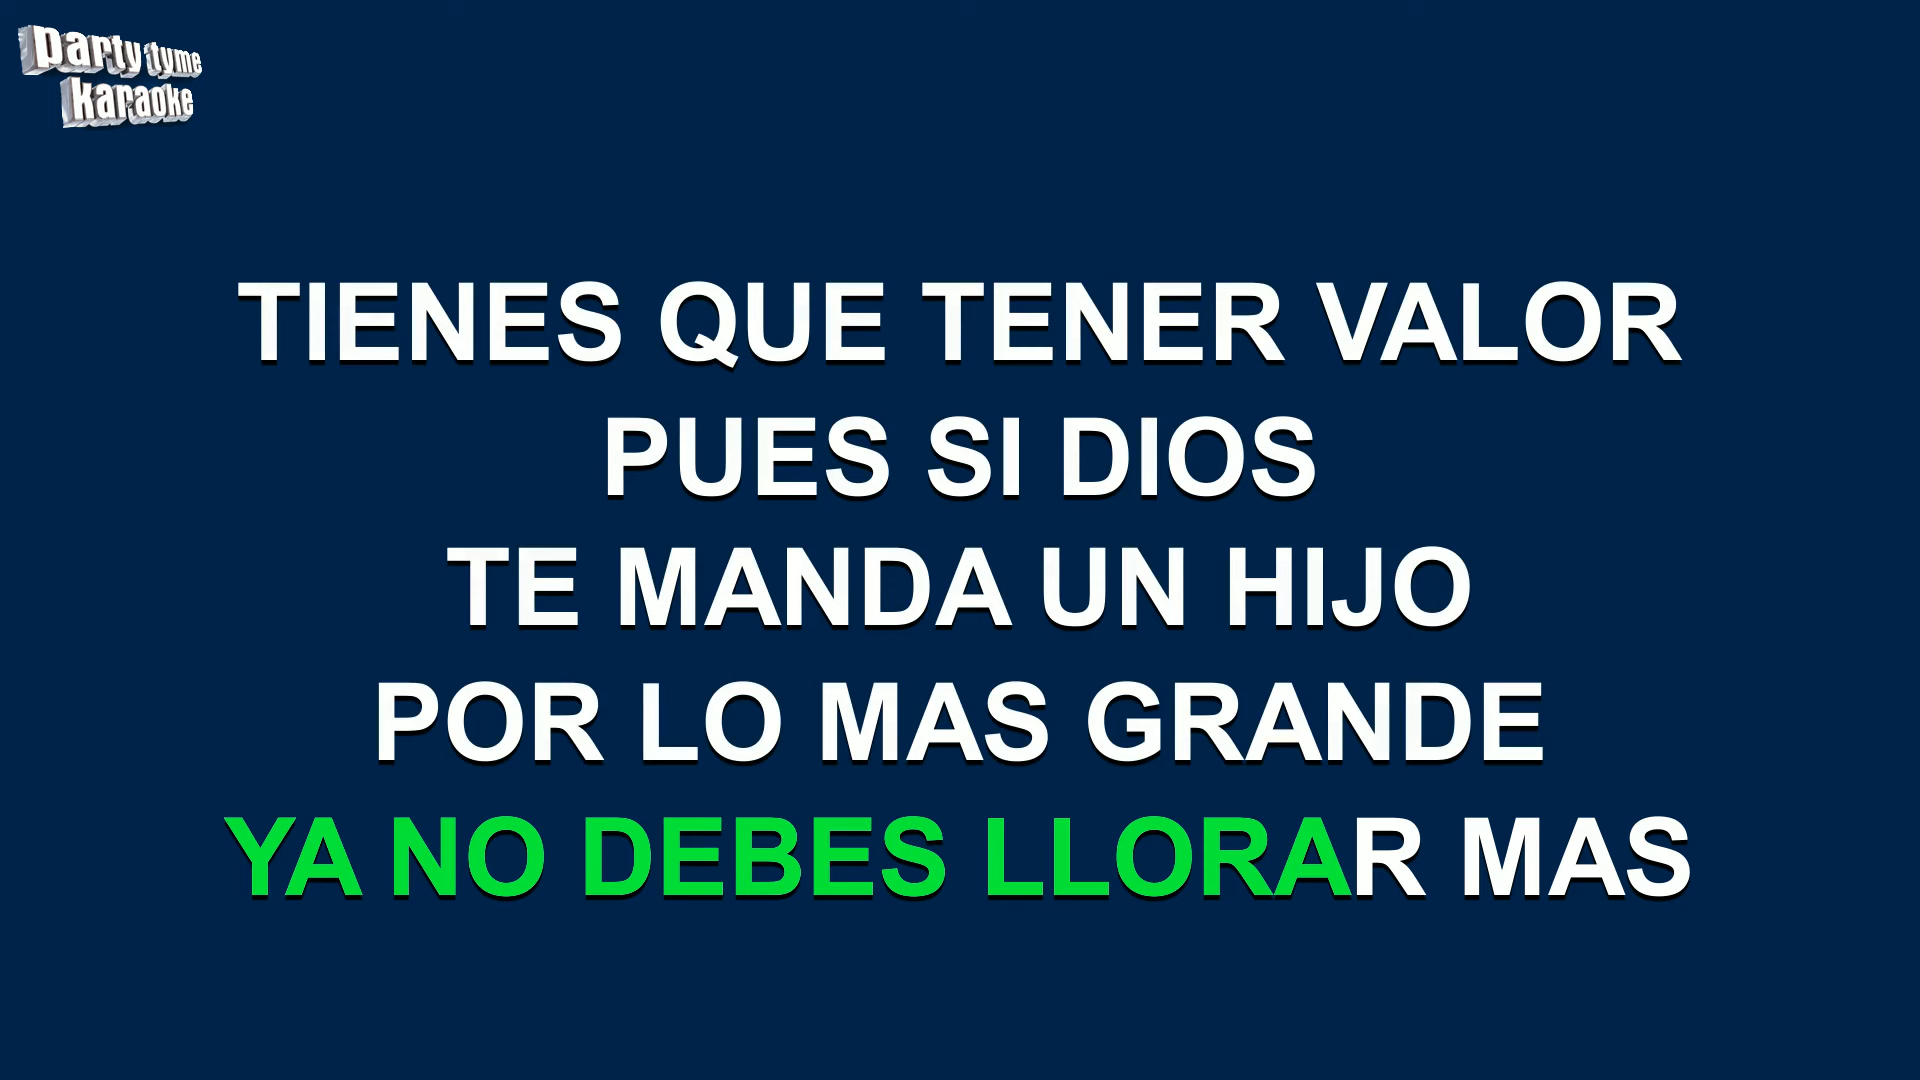 party tyme
karaoke
TIENES QUE TENER VALOR
PUES SI DIOS
TE MANDA UN HIJO
POR LO MAS GRANDE
YA NO DEBES LLORAR MAS